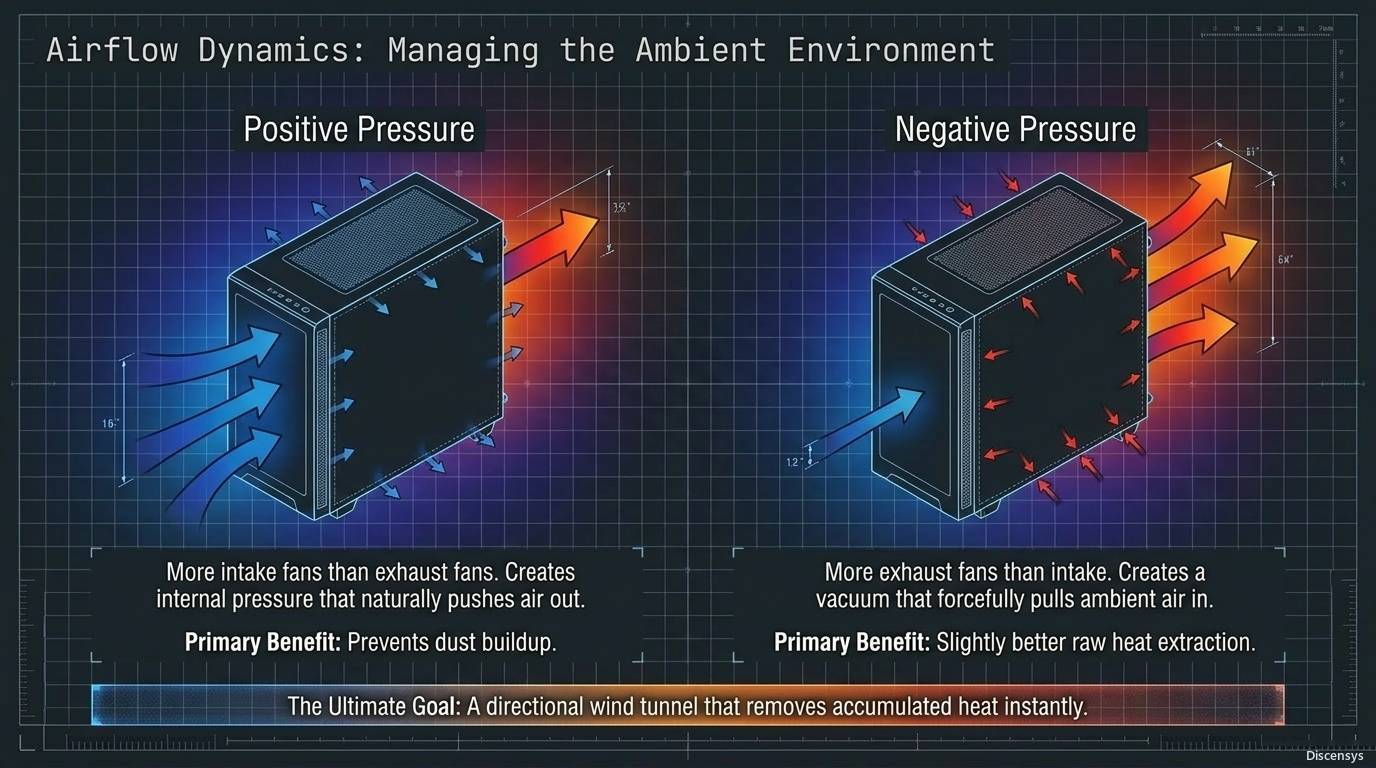 Airflow Dynamics: Managing the Ambient Environment
Positive Pressure
Negative Pressure
16"
1.2"
More intake fans than exhaust fans. Creates
internal pressure that naturally pushes air out.
Primary Benefit: Prevents dust buildup.
More exhaust fans than intake. Creates a
vacuum that forcefully pulls ambient air in.
Primary Benefit: Slightly better raw heat extraction.
The Ultimate Goal: A directional wind tunnel that removes accumulated heat instantly.
Discensys